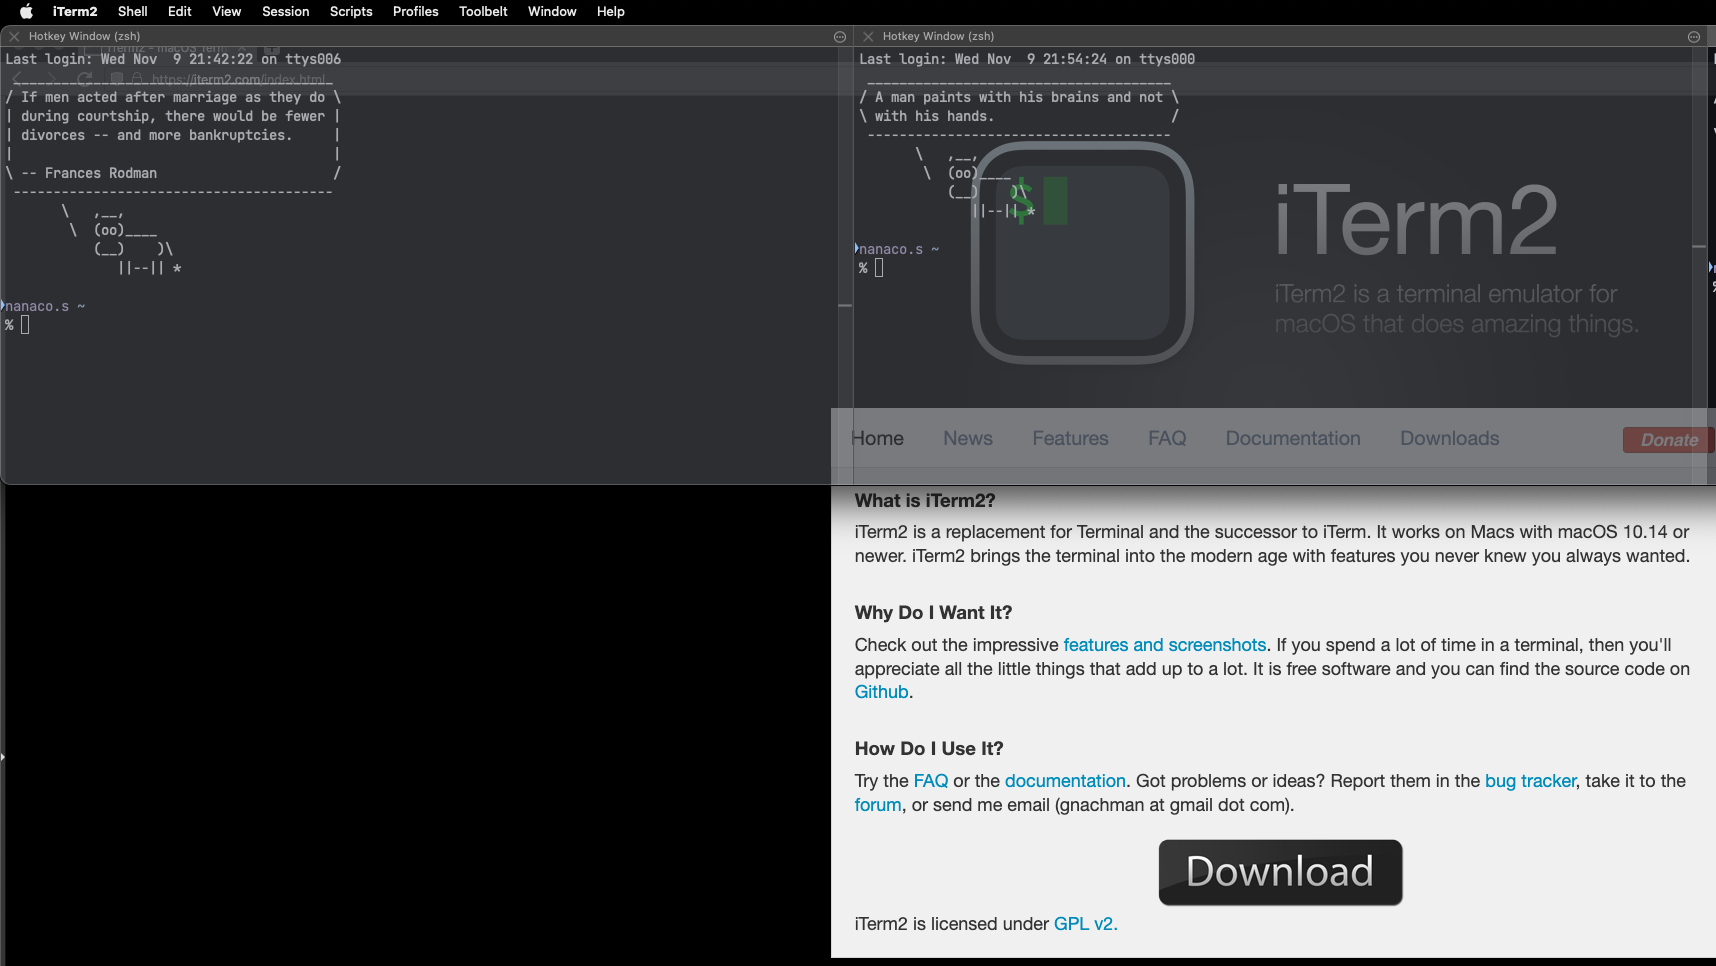 iTerm2 Shell Edit View Session Scripts Profiles Toolbelt Window Help
Hotkey Window (zsh)
iTerm2 - macOS Ter
https://iterm2.com/index.html
Last login: Wed Nov  9 21:42:22 on ttys006
 ________________________________________
/ If men acted after marriage as they do \
| during courtship, there would be fewer |
| divorces -- and more bankruptcies.     |
|                                        |
\ -- Frances Rodman                      /
 ----------------------------------------
       \   ,__,
        \  (oo)____
           (__)    )\
              ||--|| *
nanaco.s ~
%
Hotkey Window (zsh)
Last login: Wed Nov  9 21:54:24 on ttys000
 ______________________________________
/ A man paints with his brains and not \
\ with his hands.                      /
 --------------------------------------
       \   ,__,
        \  (oo)____
           (__)    )\
              ||--|| *
nanaco.s ~
%
$
iTerm2
iTerm2 is a terminal emulator for
macOS that does amazing things.
Home News Features FAQ Documentation Downloads Donate
What is iTerm2?
iTerm2 is a replacement for Terminal and the successor to iTerm. It works on Macs with macOS 10.14 or
newer. iTerm2 brings the terminal into the modern age with features you never knew you always wanted.
Why Do I Want It?
Check out the impressive features and screenshots. If you spend a lot of time in a terminal, then you'll
appreciate all the little things that add up to a lot. It is free software and you can find the source code on
Github.
How Do I Use It?
Try the FAQ or the documentation. Got problems or ideas? Report them in the bug tracker, take it to the
forum, or send me email (gnachman at gmail dot com).
Download
iTerm2 is licensed under GPL v2.